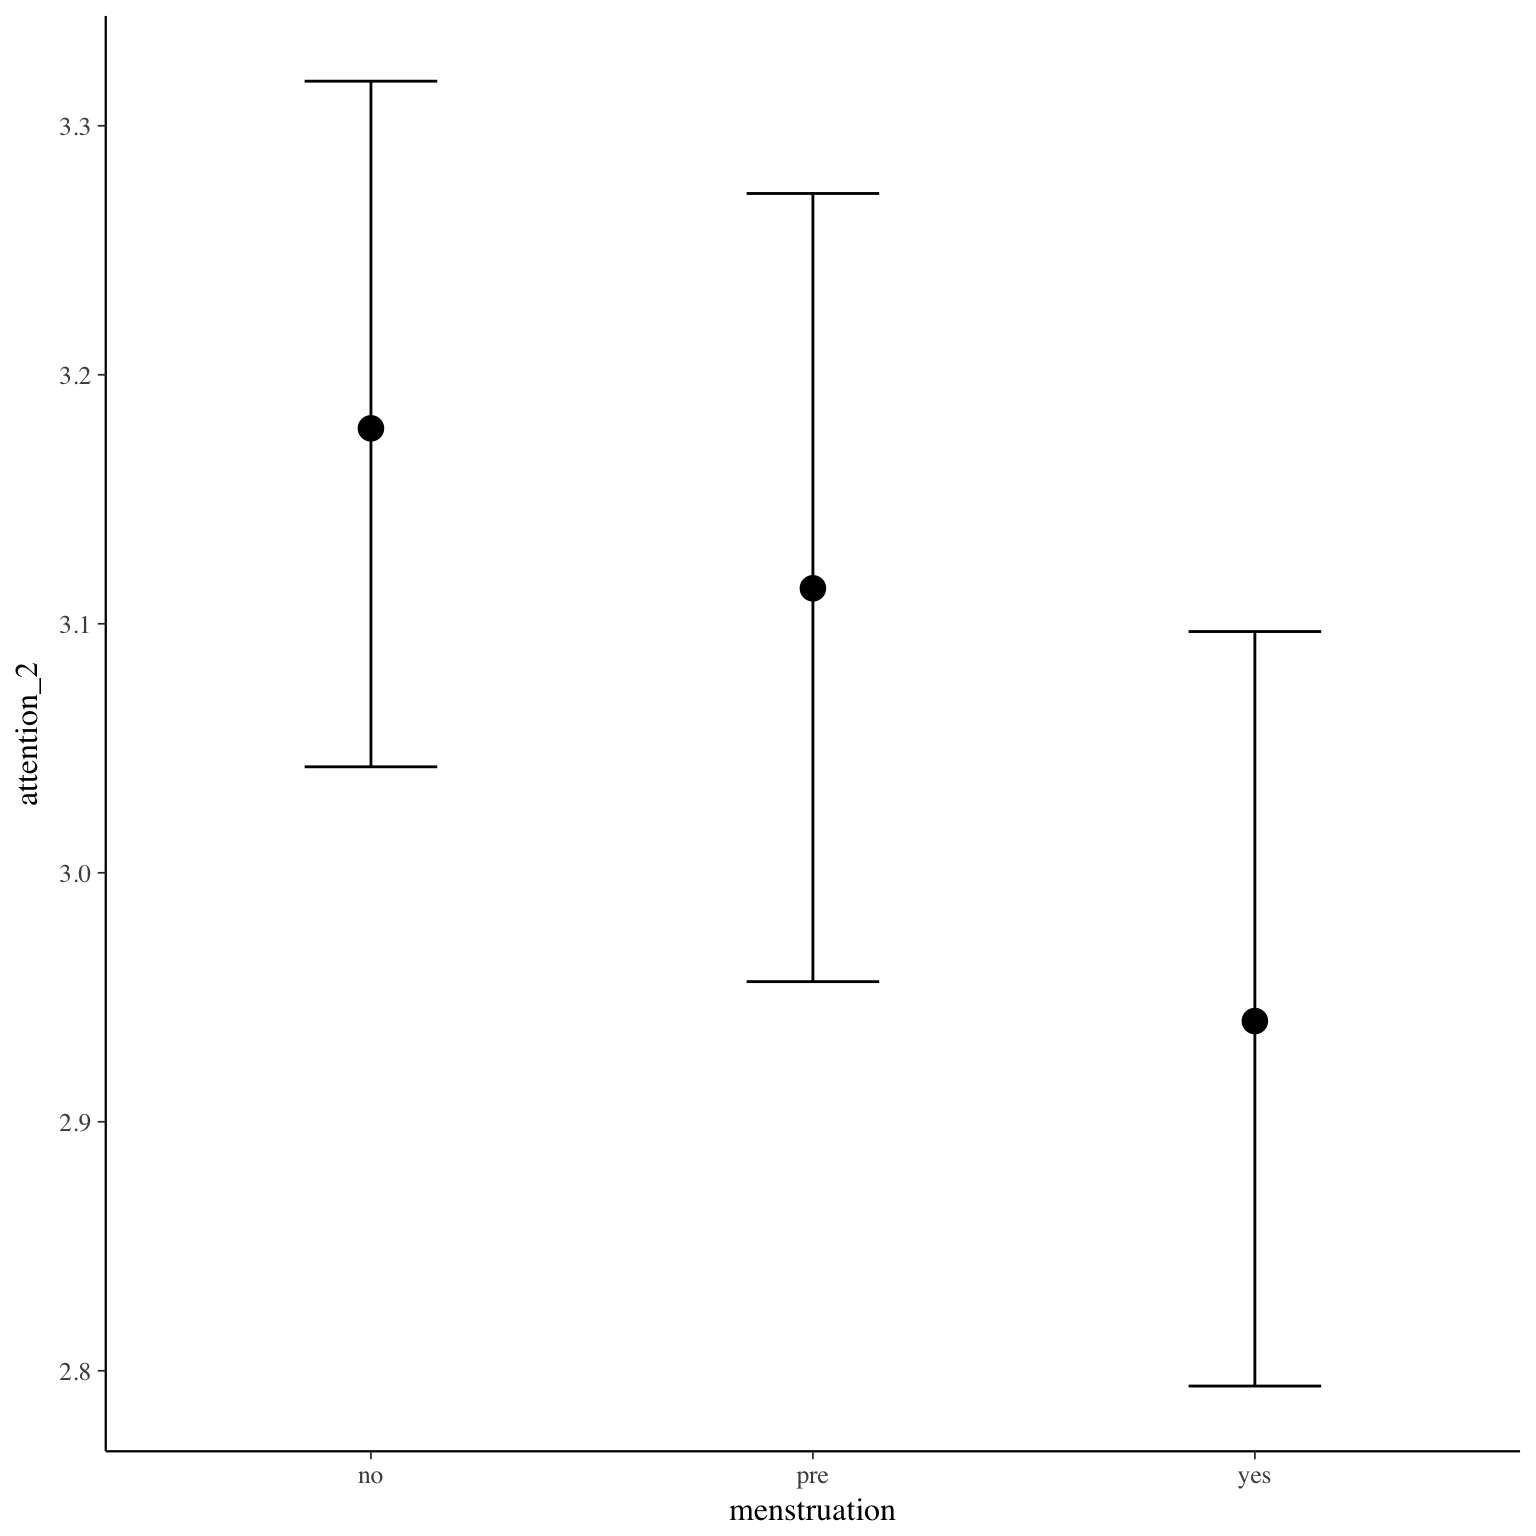 3.3
3.2
3.1
3.0
2.9
2.8
attention_2
no pre yes
menstruation